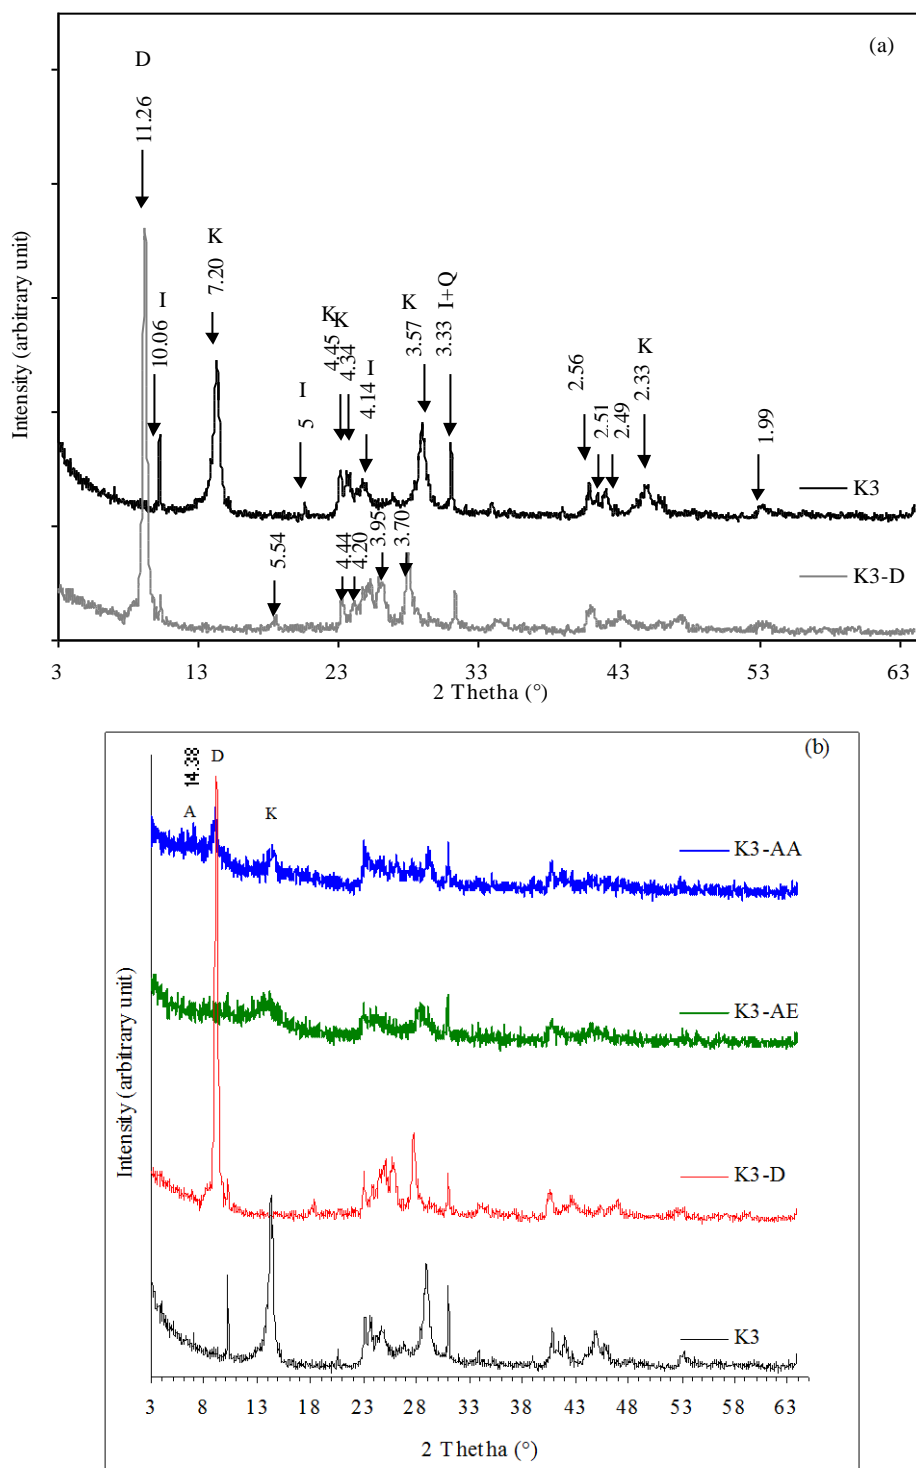 (a)
D
11.26
I
10.06
K
7.20
I
5
K
4.45
K
4.34
I
4.14
K
3.57
I+Q
3.33
2.56
2.51
2.49
K
2.33
1.99
K3
5.54
4.44
4.20
3.95
3.70
K3-D
Intensity (arbitrary unit)
3 13 23 33 43 53 63
2 Thetha (°)
(b)
14.38
D
A
K
K3-AA
K3-AE
K3-D
K3
Intensity (arbitrary unit)
3 8 13 18 23 28 33 38 43 48 53 58 63
2 Thetha (°)